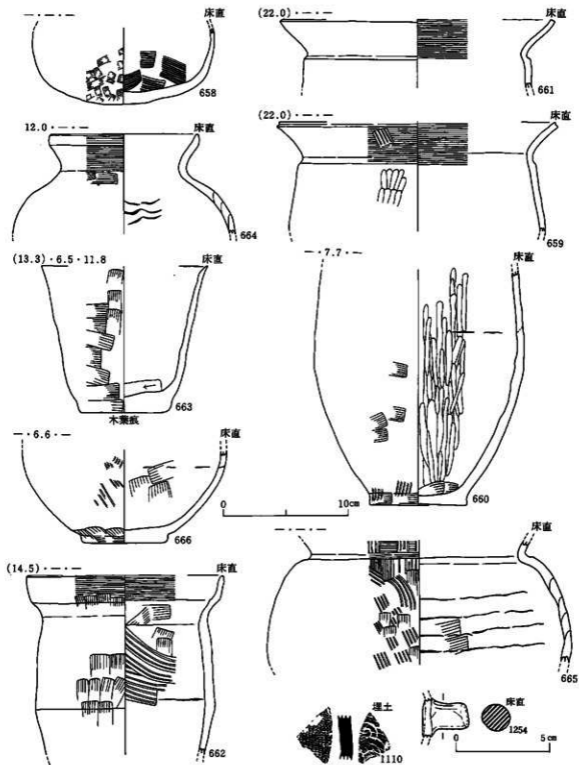 床直
658
(22.0)・―・―
床直
661
12.0・―・―
床直
664
(22.0)・―・―
床直
659
(13.3)・6.5・11.8
床直
663
木葉痕
―・7.7・―
床直
660
―・6.6・―
床直
666
0 10cm
(14.5)・―・―
床直
662
―・―・―
床直
665
埋土
1110
床直
1254
0 5cm